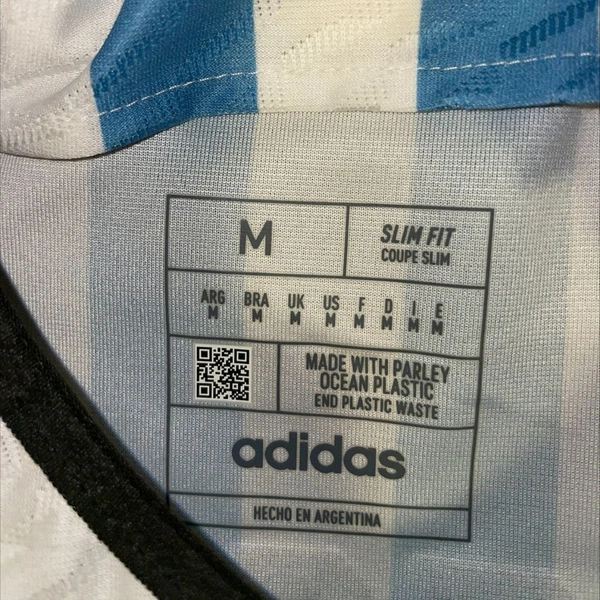 M
SLIM FIT
COUPE SLIM
ARG BRA UK US F D I E
M M M M M M M M
MADE WITH PARLEY
OCEAN PLASTIC
END PLASTIC WASTE
adidas
HECHO EN ARGENTINA